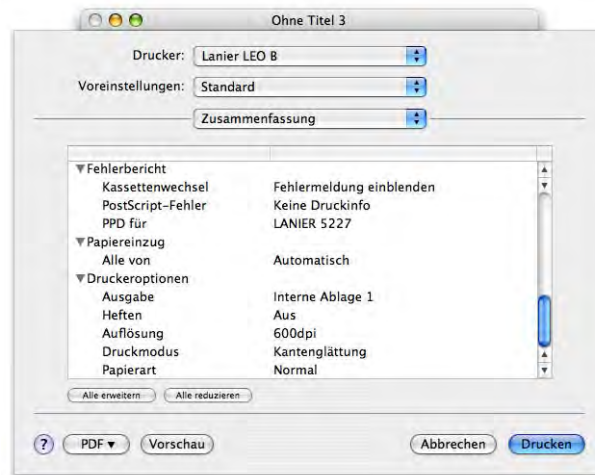 Ohne Titel 3
Drucker: Lanier LEO B
Voreinstellungen: Standard
Zusammenfassung
▼Fehlerbericht
Kassettenwechsel Fehlermeldung einblenden
PostScript-Fehler Keine Druckinfo
PPD für LANIER 5227
▼Papiereinzug
Alle von Automatisch
▼Druckeroptionen
Ausgabe Interne Ablage 1
Heften Aus
Auflösung 600dpi
Druckmodus Kantenglättung
Papierart Normal
Alle erweitern Alle reduzieren
? PDF ▼ Vorschau Abbrechen Drucken